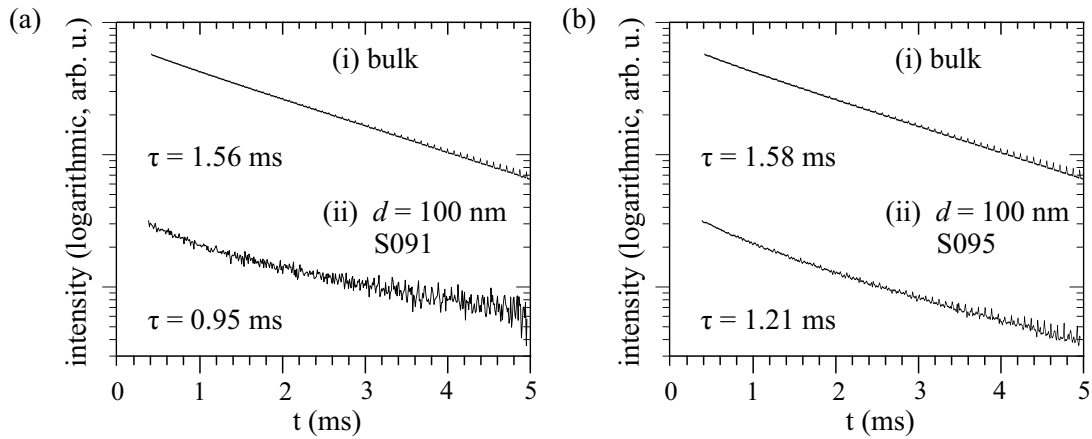 (a)
intensity (logarithmic, arb. u.)
(i) bulk
τ = 1.56 ms
(ii) d = 100 nm
S091
τ = 0.95 ms
0 1 2 3 4 5
t (ms)
(b)
intensity (logarithmic, arb. u.)
(i) bulk
τ = 1.58 ms
(ii) d = 100 nm
S095
τ = 1.21 ms
0 1 2 3 4 5
t (ms)